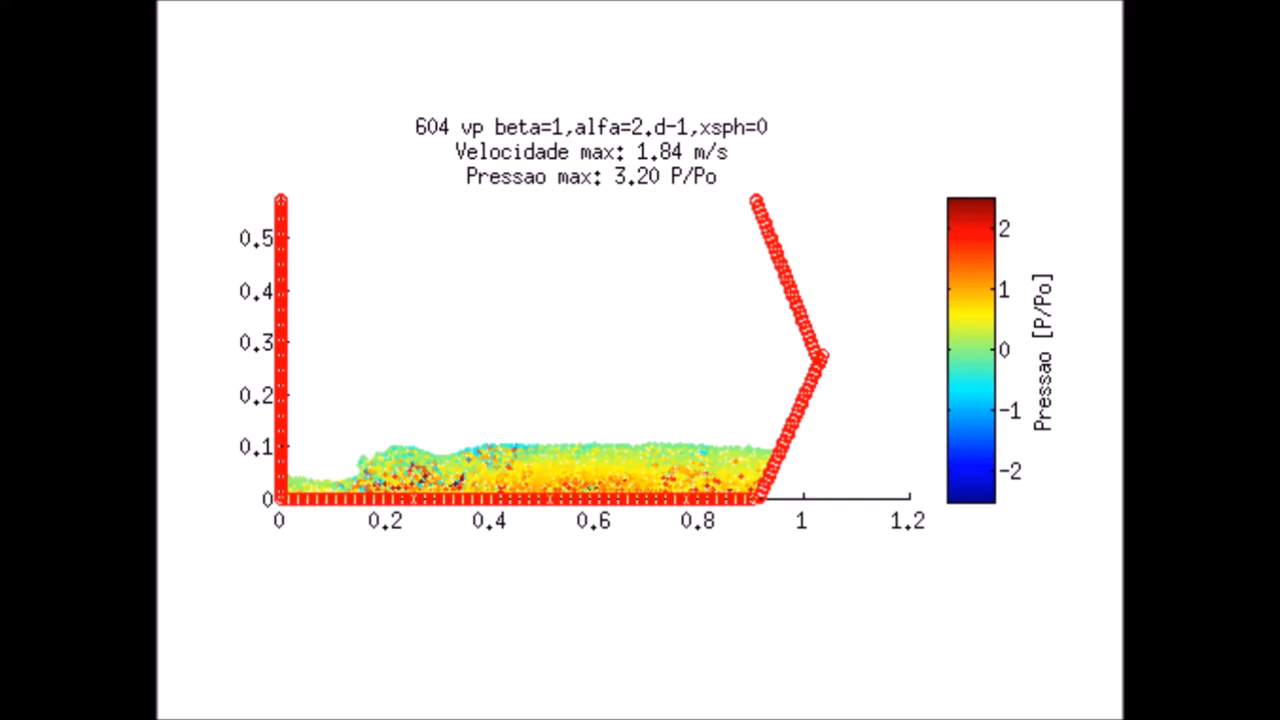 604 vp beta=1,alfa=2.d-1,xsph=0
Velocidade max: 1.84 m/s
Pressao max: 3.20 P/Po
0.5
0.4
0.3
0.2
0.1
0
0 0.2 0.4 0.6 0.8 1 1.2
2
1
0
-1
-2
Pressao [P/Po]